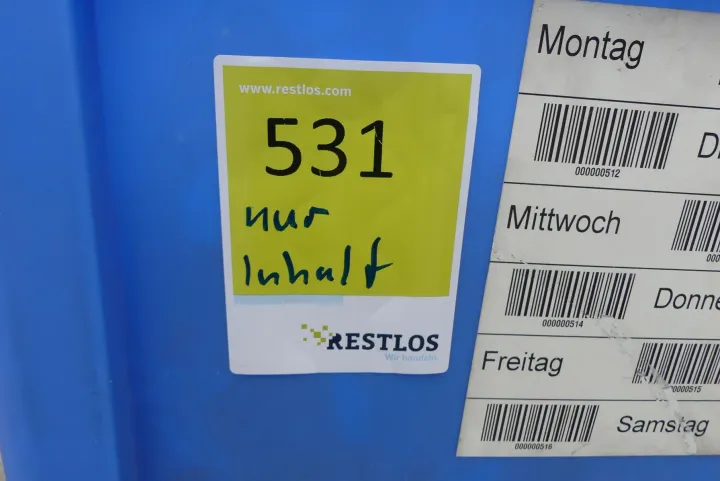 www.restlos.com
531
nur
Inhalt
RESTLOS
Wir handeln.
Montag
000000512
Mittwoch
000000514
Freitag
000000515
000000516
Samstag